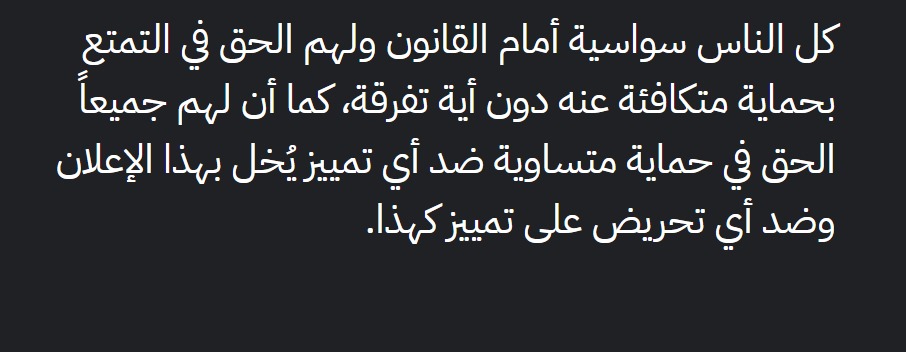 كل الناس سواسية أمام القانون ولهم الحق في التمتع
بحماية متكافئة عنه دون أية تفرقة، كما أن لهم جميعاً
الحق في حماية متساوية ضد أي تمييز يُخل بهذا الإعلان
وضد أي تحريض على تمييز كهذا.